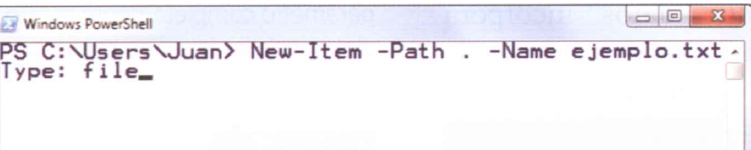 Windows PowerShell
PS C:\Users\Juan> New-Item -Path . -Name ejemplo.txt
Type: file_